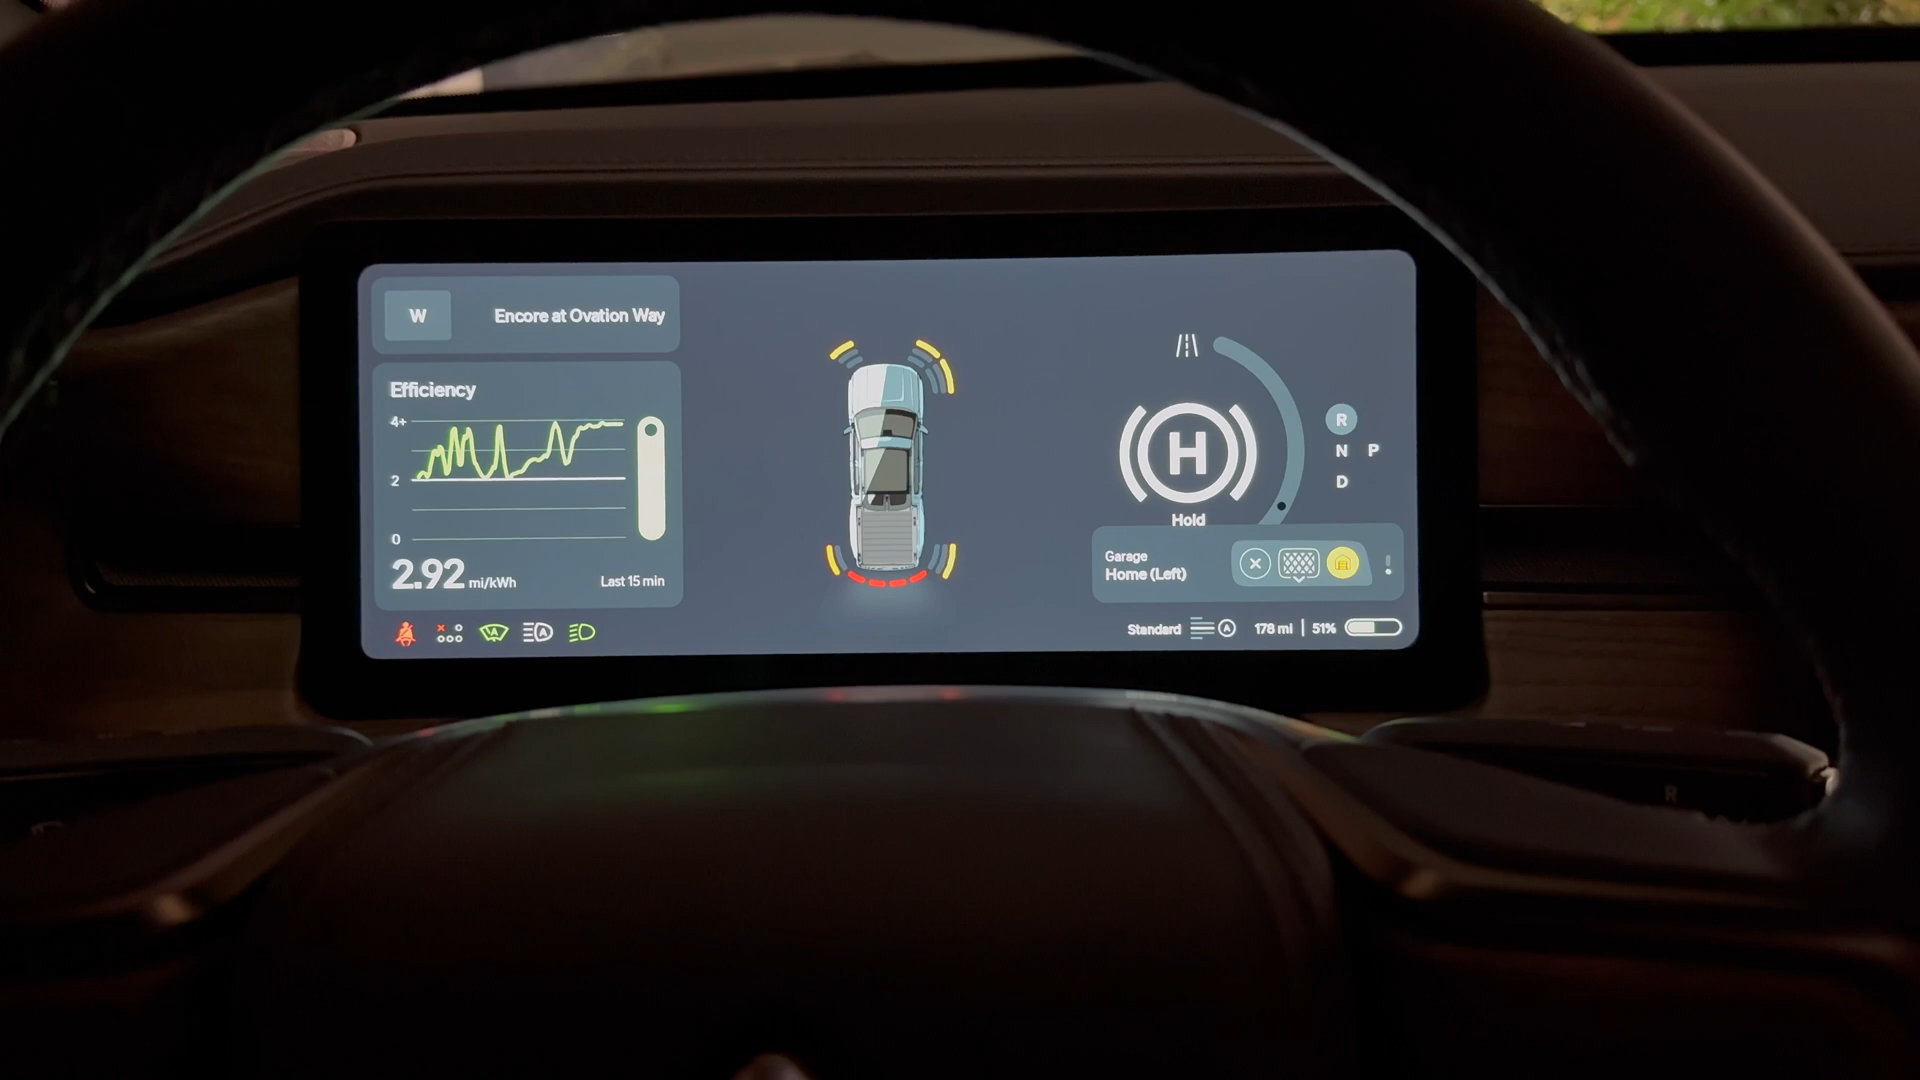 W
Encore at Ovation Way
Efficiency
4+
2
0
2.92 mi/kWh
Last 15 min
A
A
H
Hold
R
N P
D
Garage
Home (Left)
Standard
A
178 mi | 51%
R